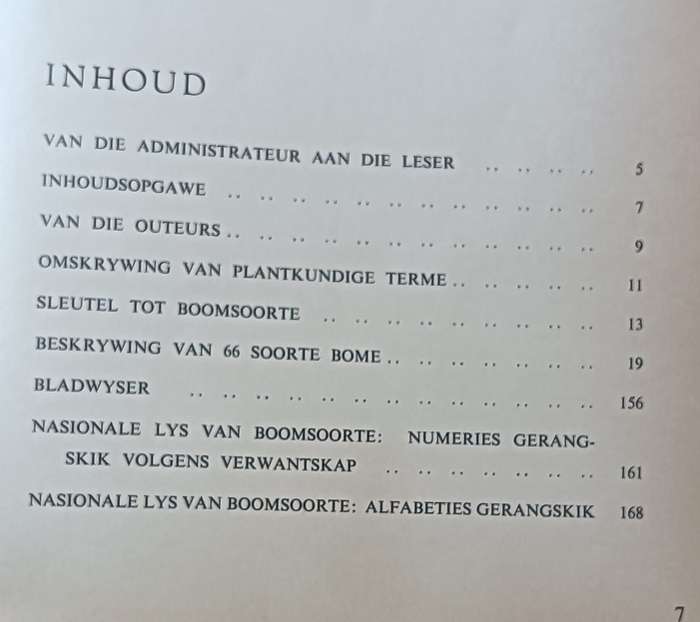 INHOUD
VAN DIE ADMINISTRATEUR AAN DIE LESER .. .. .. .. 5
INHOUDSOPGAWE .. .. .. .. .. .. .. .. .. .. .. .. 7
VAN DIE OUTEURS .. .. .. .. .. .. .. .. .. .. .. .. 9
OMSKRYWING VAN PLANTKUNDIGE TERME .. .. .. .. .. 11
SLEUTEL TOT BOOMSOORTE .. .. .. .. .. .. .. .. .. 13
BESKRYWING VAN 66 SOORTE BOME .. .. .. .. .. .. .. 19
BLADWYSER .. .. .. .. .. .. .. .. .. .. .. .. .. 156
NASIONALE LYS VAN BOOMSOORTE: NUMERIES GERANG-
SKIK VOLGENS VERWANTSKAP .. .. .. .. .. .. .. 161
NASIONALE LYS VAN BOOMSOORTE: ALFABETIES GERANGSKIK 168
7